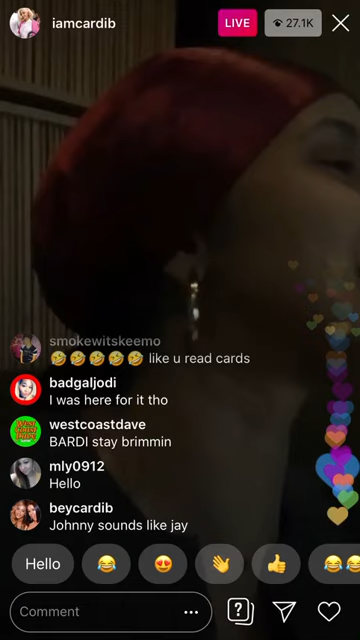 iamcardib LIVE 27.1K
smokewitskeemo
🤣🤣🤣🤣🤣 like u read cards
badgaljodi
I was here for it tho
westcoastdave
BARDI stay brimmin
mly0912
Hello
beycardib
Johnny sounds like jay
Hello 😂 😍 👋 👍 😂😂
Comment